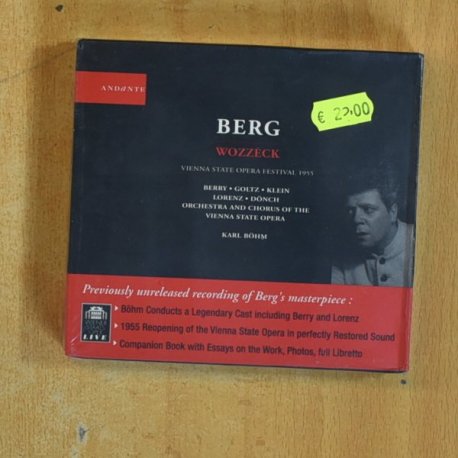 ANDANTE
€ 25,00
BERG
WOZZECK
VIENNA STATE OPERA FESTIVAL 1955
BERRY • GOLTZ • KLEIN
LORENZ • DÖNCH
ORCHESTRA AND CHORUS OF THE
VIENNA STATE OPERA
KARL BÖHM
Previously unreleased recording of Berg's masterpiece :
Böhm Conducts a Legendary Cast including Berry and Lorenz
1955 Reopening of the Vienna State Opera in perfectly Restored Sound
Companion Book with Essays on the Work, Photos, full Libretto
LIVE